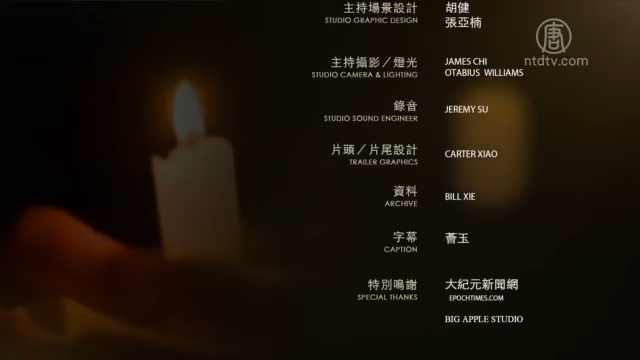 主持場景設計 胡健
STUDIO GRAPHIC DESIGN 張亞楠
唐
ntdtv.com
主持攝影／燈光 JAMES CHI
STUDIO CAMERA & LIGHTING OTABIUS WILLIAMS
錄音 JEREMY SU
STUDIO SOUND ENGINEER
片頭／片尾設計 CARTER XIAO
TRAILER GRAPHICS
資料 BILL XIE
ARCHIVE
字幕 薈玉
CAPTION
特別鳴謝 大紀元新聞網
SPECIAL THANKS EPOCHTIMES.COM
BIG APPLE STUDIO